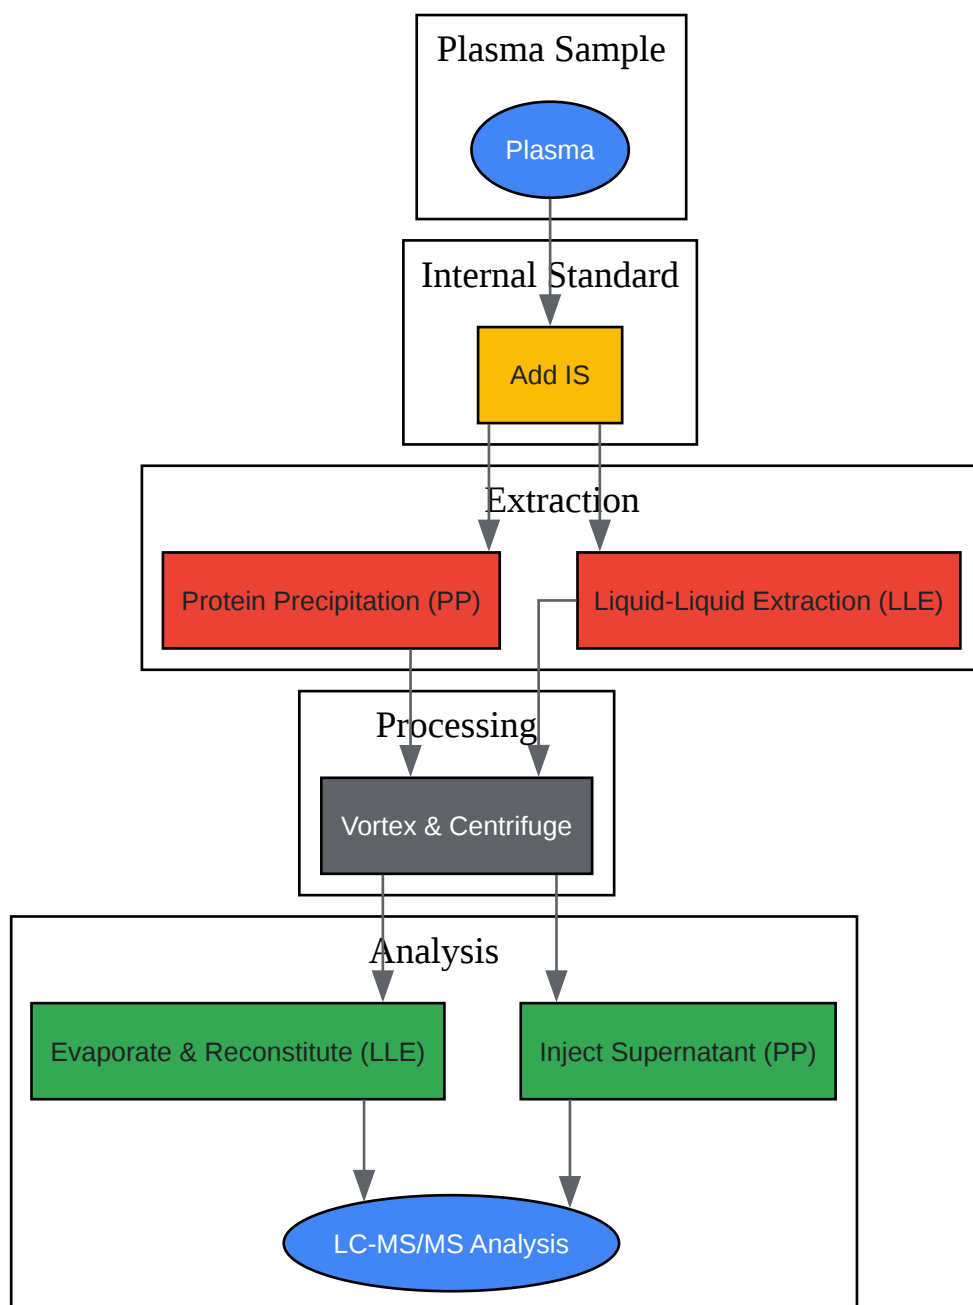 Plasma Sample
Plasma
Internal Standard
Add IS
Extraction
Protein Precipitation (PP)
Liquid-Liquid Extraction (LLE)
Processing
Vortex & Centrifuge
Analysis
Evaporate & Reconstitute (LLE)
Inject Supernatant (PP)
LC-MS/MS Analysis